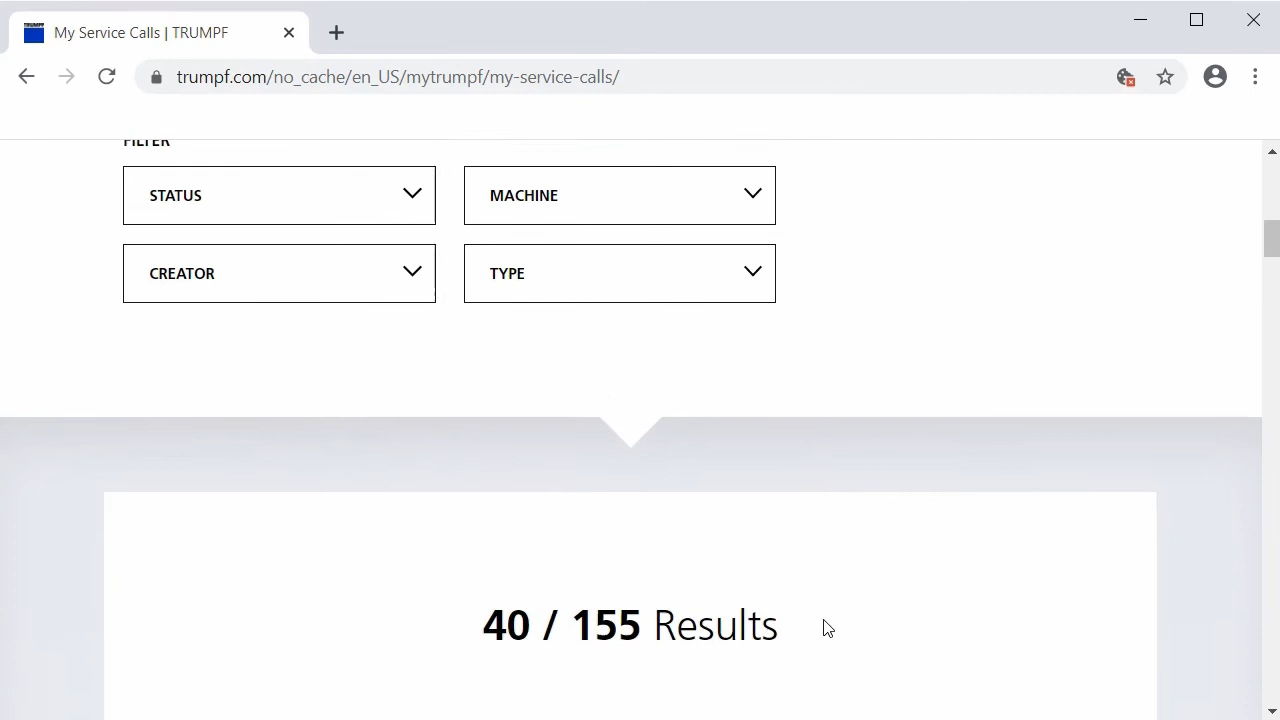 My Service Calls | TRUMPF
trumpf.com/no_cache/en_US/mytrumpf/my-service-calls/
FILTER
STATUS
MACHINE
CREATOR
TYPE
40 / 155 Results